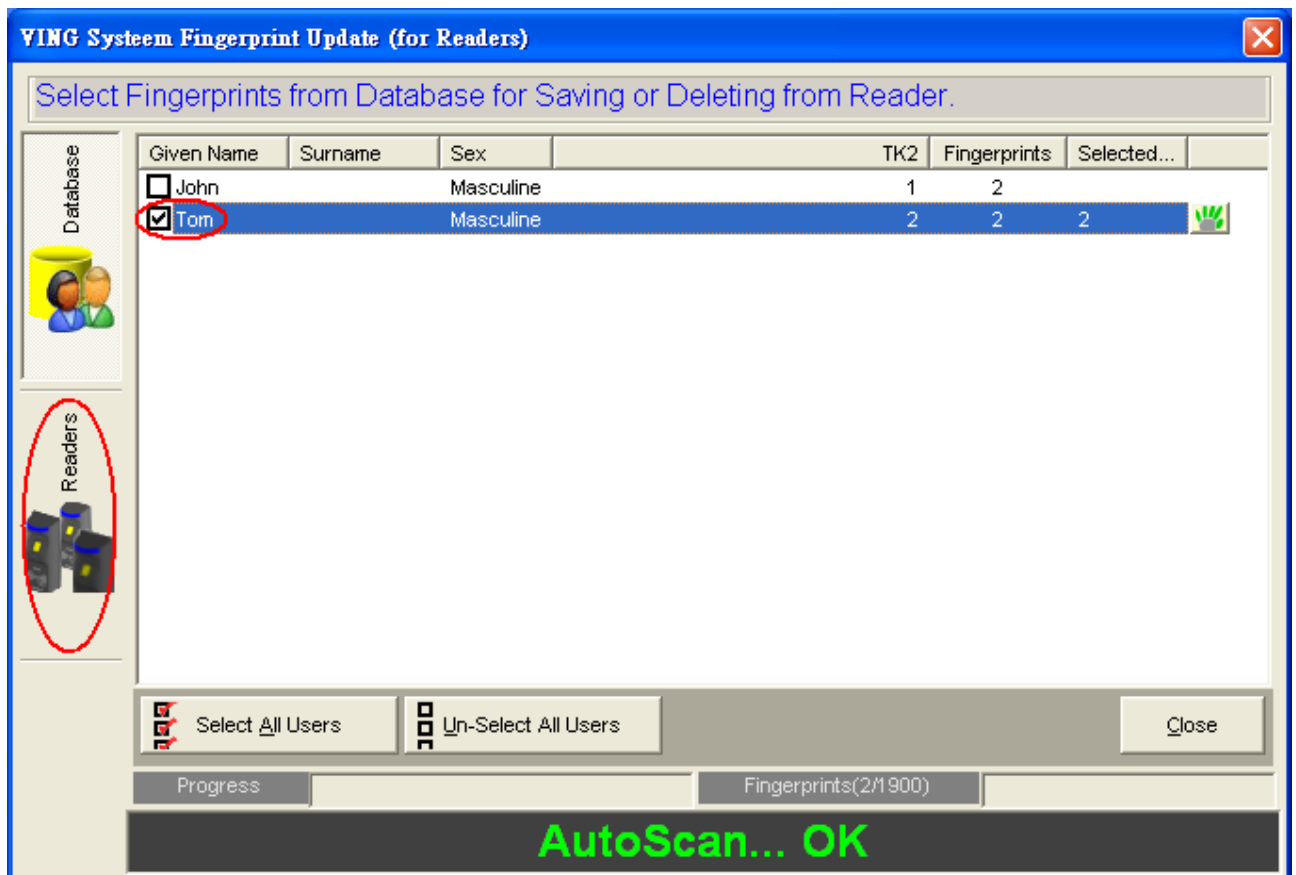 VING Systeem Fingerprint Update (for Readers)
Select Fingerprints from Database for Saving or Deleting from Reader.
Database
Given Name Surname Sex TK2 Fingerprints Selected...
John Masculine 1 2
Tom Masculine 2 2 2
Readers
Select All Users Un-Select All Users Close
Progress Fingerprints(2/1900)
AutoScan... OK